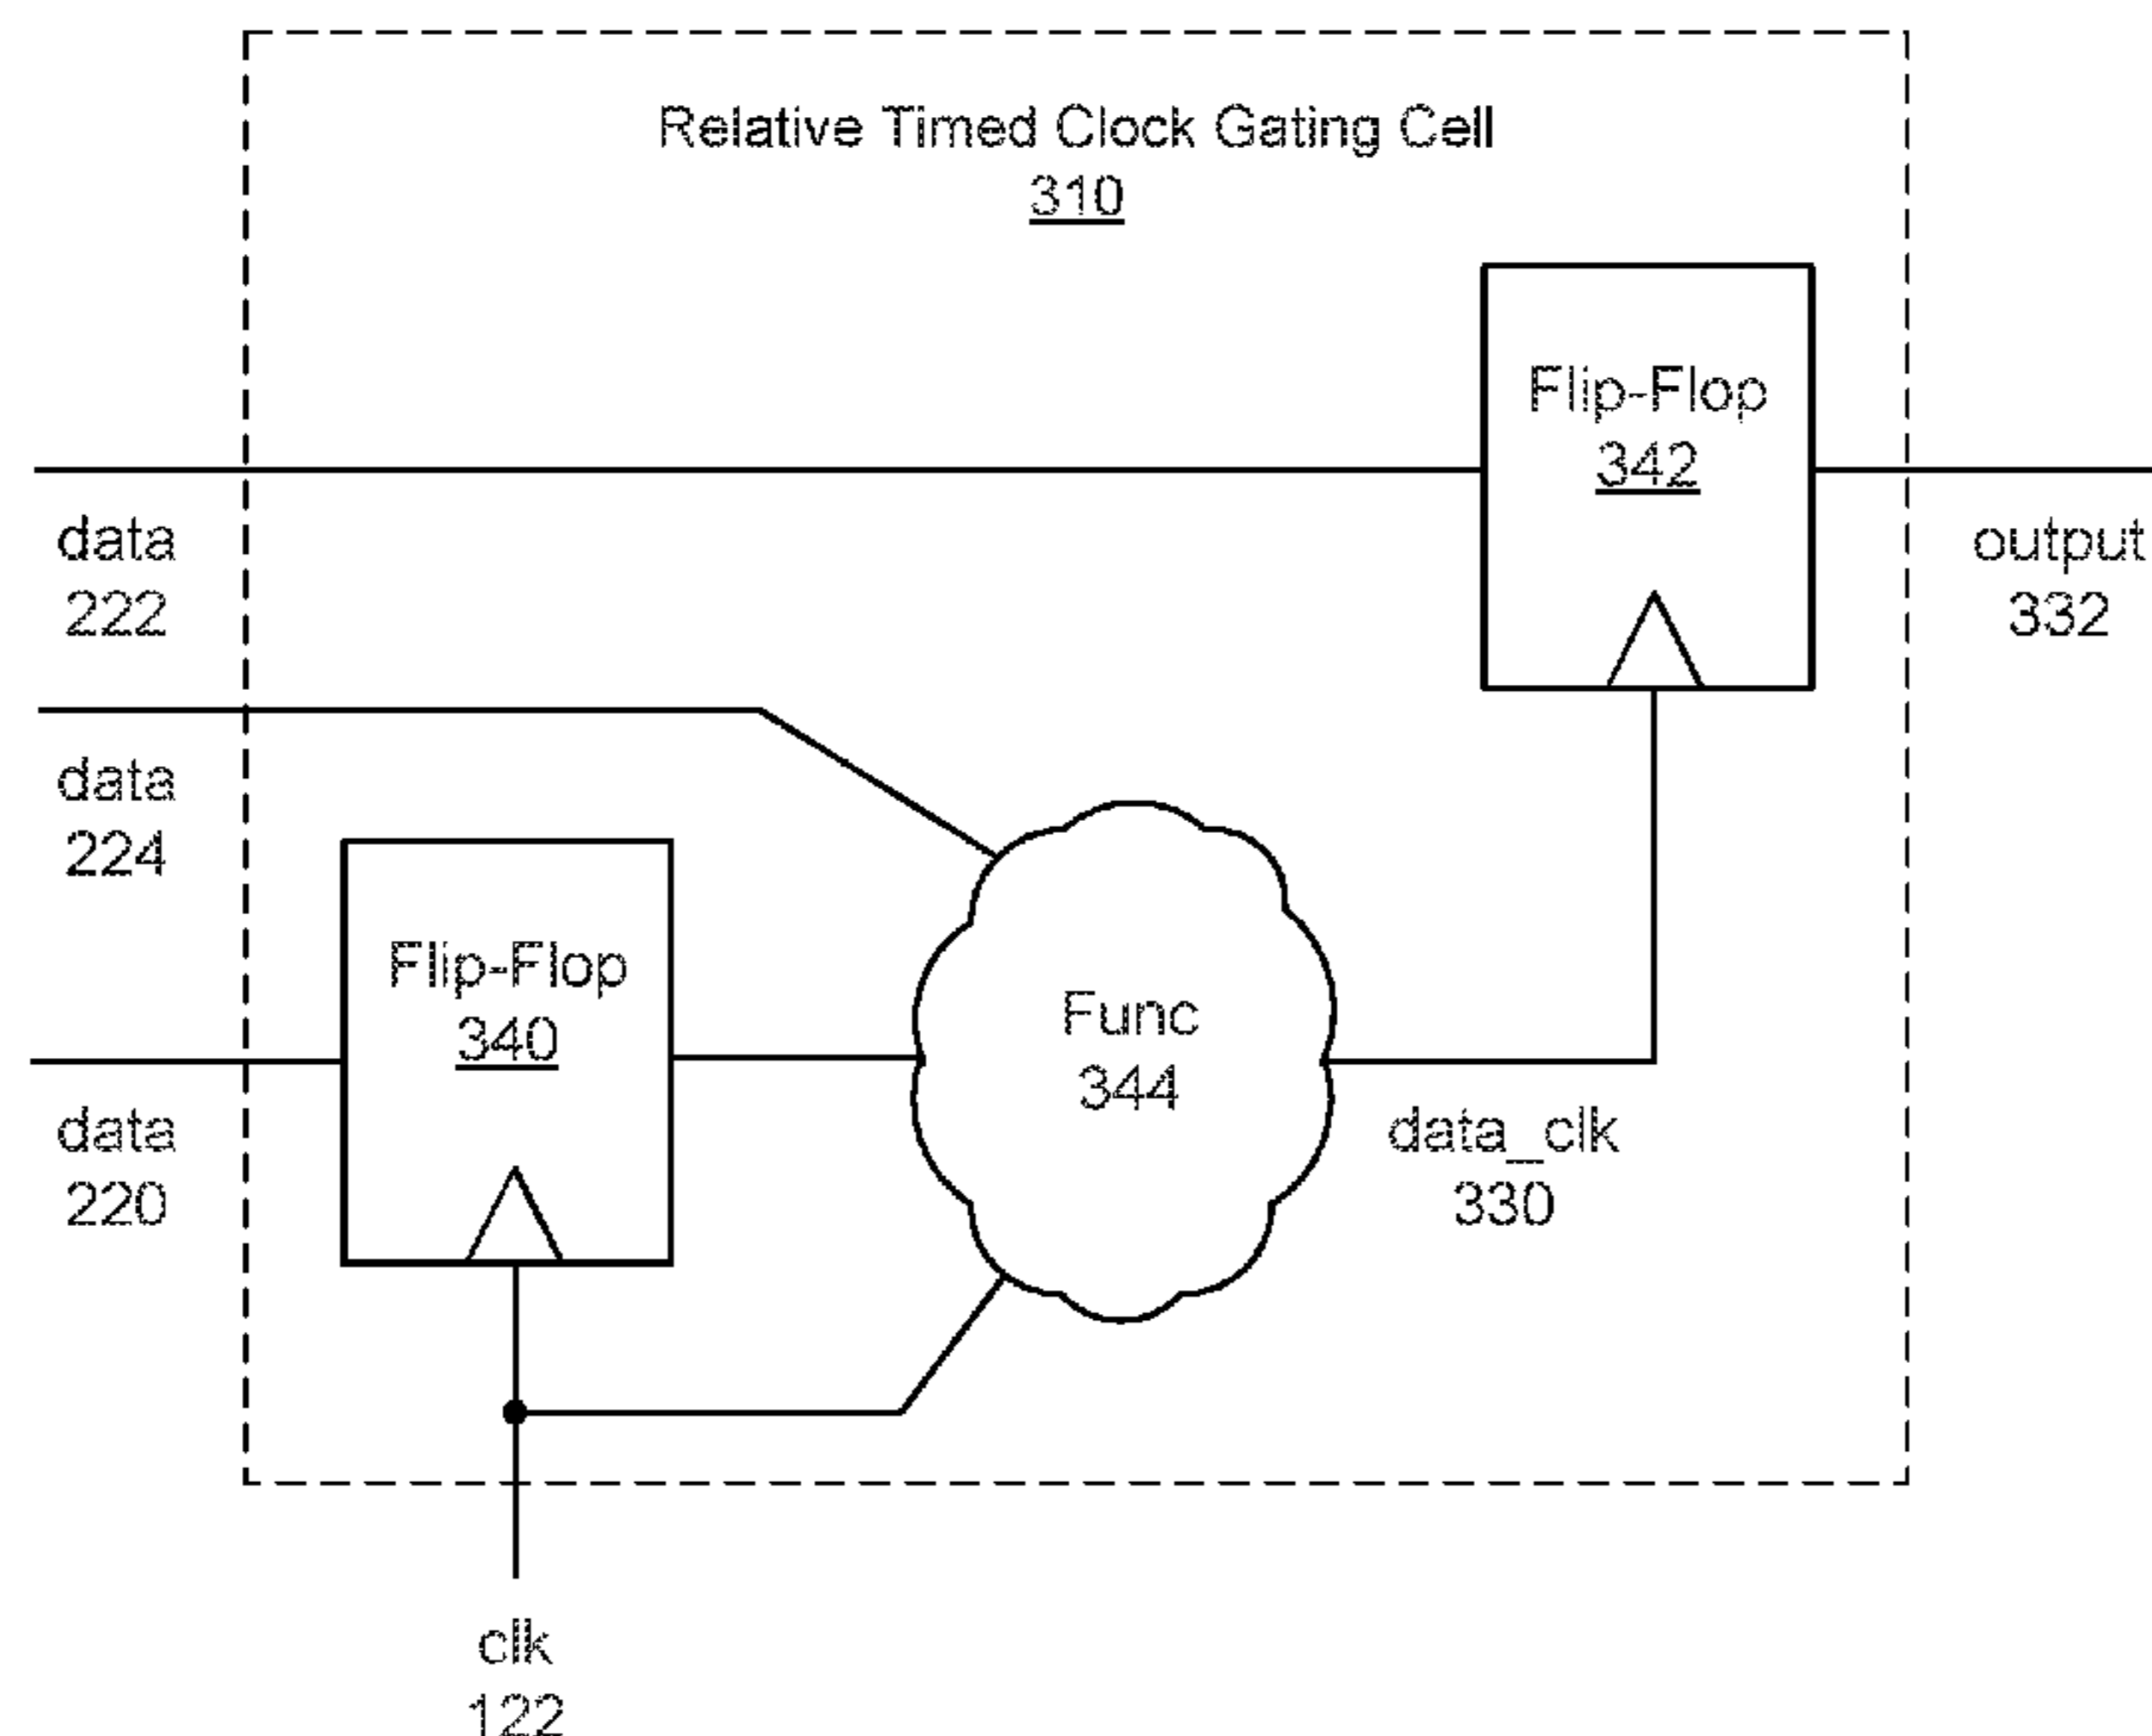 Relative Timed Clock Gating Cell
310
Flip-Flop
342
data
222
output
332
data
224
Flip-Flop
340
Func
344
data
220
data_clk
330
clk
122